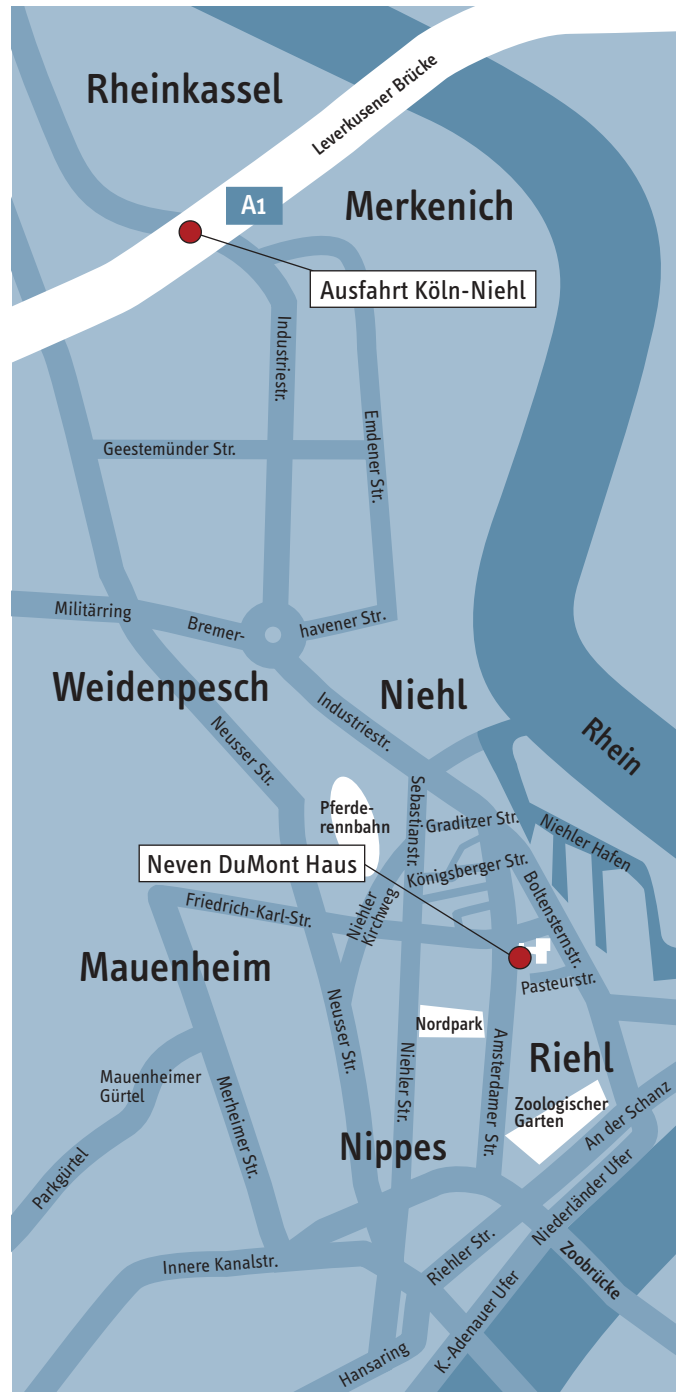 Leverkusener Brücke
Rheinkassel
A1
Merkenich
Ausfahrt Köln-Niehl
Industriestr.
Emdener Str.
Geestemünder Str.
Militärring
Bremer-
havener Str.
Weidenpesch
Niehl
Industriestr.
Neusser Str.
Rhein
Pferde-
rennbahn
Sebastianstr.
Graditzer Str.
Niehler Hafen
Neven DuMont Haus
Königsberger Str.
Boltensternstr.
Friedrich-Karl-Str.
Niehler
Kirchweg
Mauenheim
Pasteurstr.
Neusser Str.
Nordpark
Niehler Str.
Amsterdamer Str.
Riehl
Mauenheimer
Gürtel
Merheimer Str.
Zoologischer
Garten
An der Schanz
Nippes
Parkgürtel
Niederländer Ufer
Innere Kanalstr.
Riehler Str.
Zoobrücke
K.-Adenauer Ufer
Hansaring